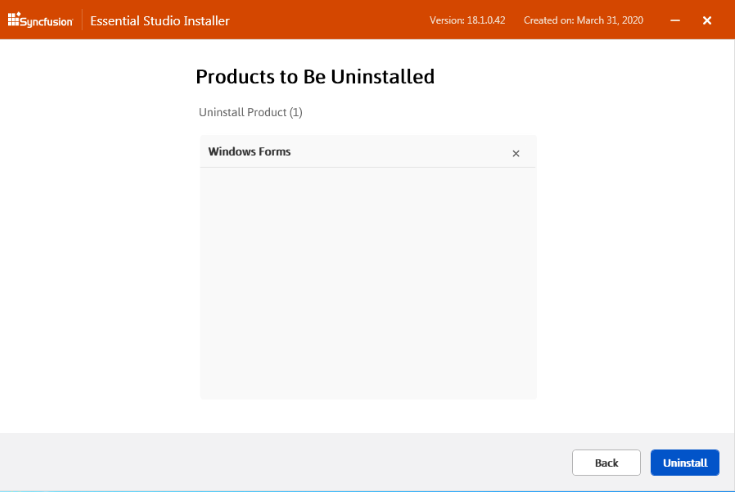 Syncfusion Essential Studio Installer Version: 18.1.0.42 Created on: March 31, 2020
Products to Be Uninstalled
Uninstall Product (1)
Windows Forms
Back Uninstall